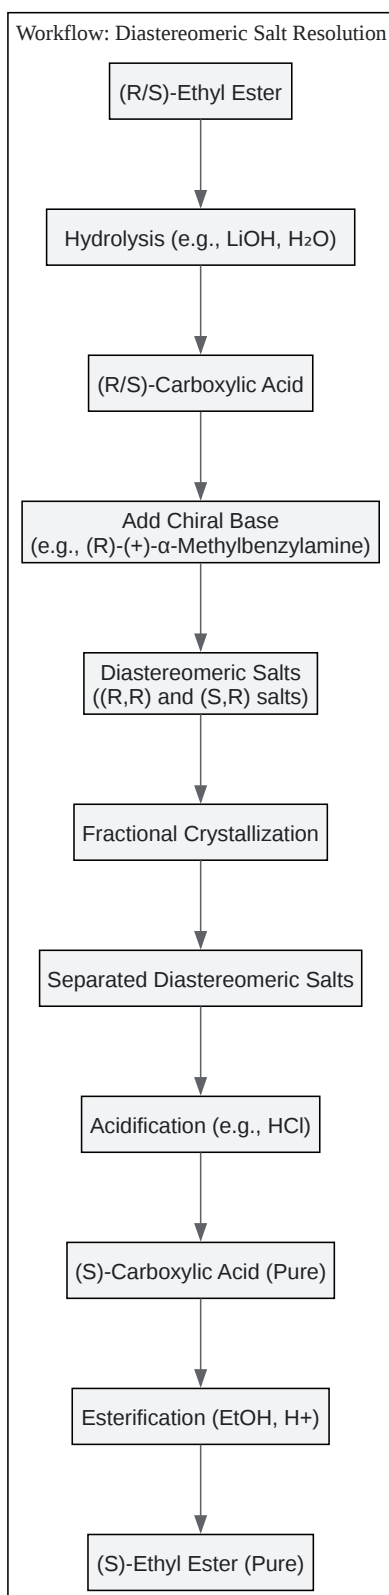 Workflow: Diastereomeric Salt Resolution
(R/S)-Ethyl Ester
Hydrolysis (e.g., LiOH, H₂O)
(R/S)-Carboxylic Acid
Add Chiral Base
(e.g., (R)-(+)-α-Methylbenzylamine)
Diastereomeric Salts
((R,R) and (S,R) salts)
Fractional Crystallization
Separated Diastereomeric Salts
Acidification (e.g., HCl)
(S)-Carboxylic Acid (Pure)
Esterification (EtOH, H+)
(S)-Ethyl Ester (Pure)